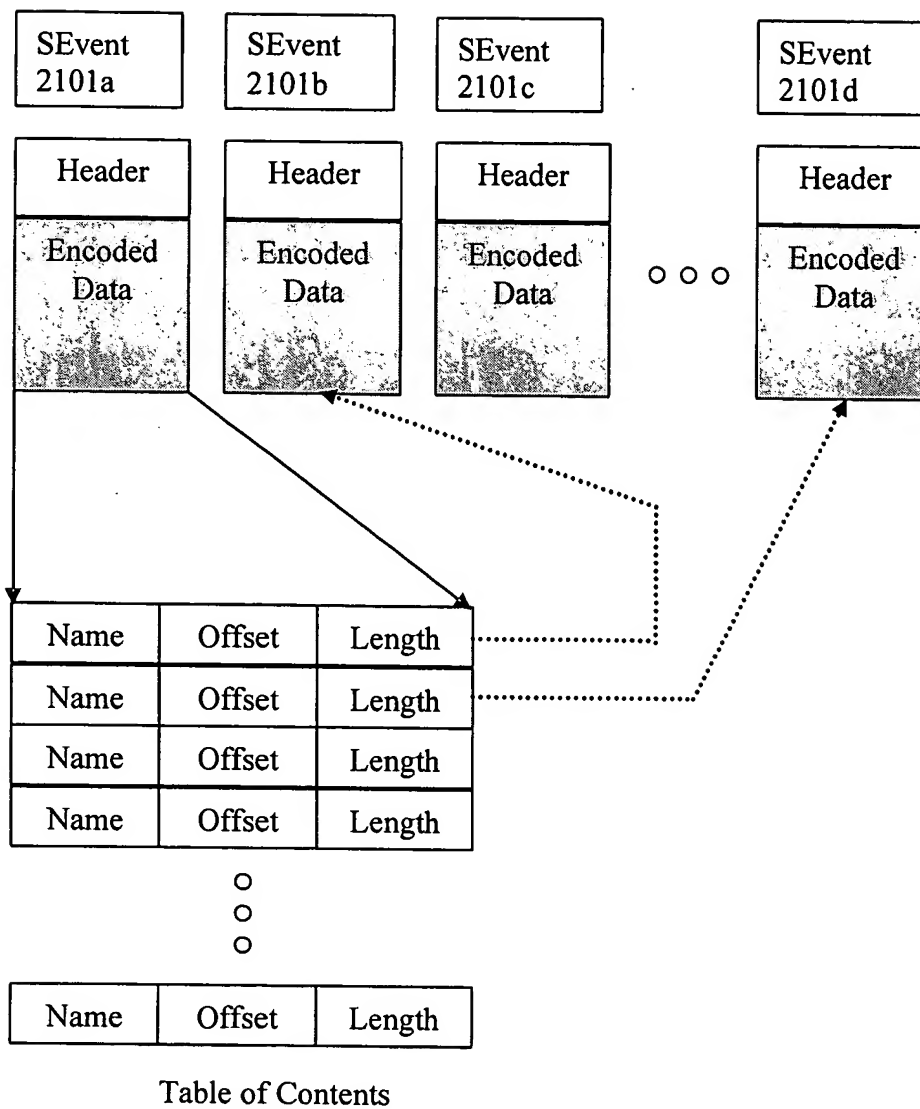 SEvent SEvent SEvent SEvent
2101a 2101b 2101c 2101d
Header Header Header Header
Encoded Encoded Encoded Encoded
Data Data Data Data
Name Offset Length
Name Offset Length
Name Offset Length
Name Offset Length
Name Offset Length
Table of Contents